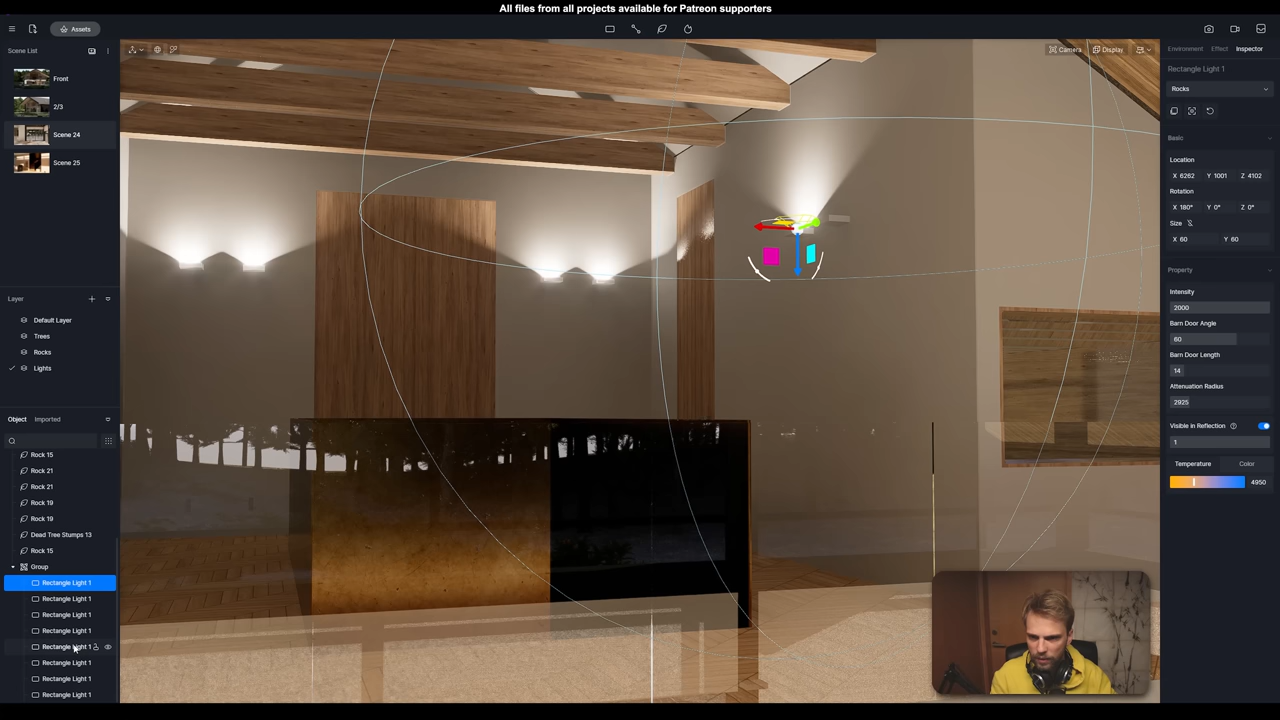 All files from all projects available for Patreon supporters
Assets
Scene List
Front
2/3
Scene 24
Scene 25
Layer
Default Layer
Trees
Rocks
Lights
Object Imported
Rock 15
Rock 21
Rock 21
Rock 19
Rock 19
Dead Tree Stumps 13
Rock 15
Group
Rectangle Light 1
Rectangle Light 1
Rectangle Light 1
Rectangle Light 1
Rectangle Light 1
Rectangle Light 1
Rectangle Light 1
Rectangle Light 1
Camera Display
Environment Effect Inspector
Rectangle Light 1
Rocks
Basic
Location
X 6262 Y 1001 Z 4102
Rotation
X 180° Y 0° Z 0°
Size
X 60 Y 60
Property
Intensity
2000
Barn Door Angle
60
Barn Door Length
14
Attenuation Radius
2925
Visible in Reflection
1
Temperature Color
4950